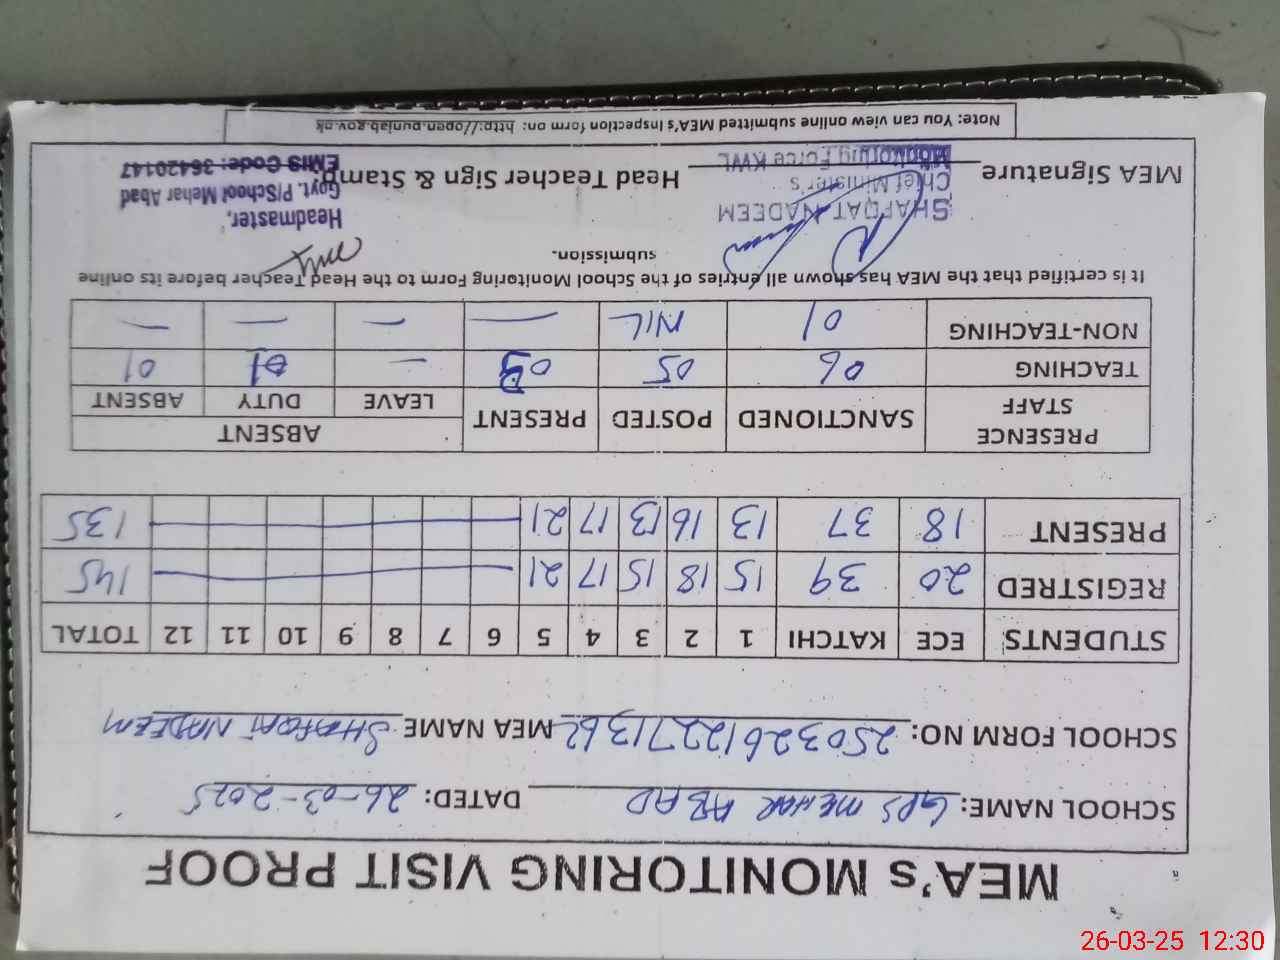 MEA's MONITORING VISIT PROOF
SCHOOL NAME: GPS MEHAR ABAD DATED: 26-03-2025
SCHOOL FORM NO: 250326122271362 MEA NAME SHAFQAT NADEEM
STUDENTS ECE KATCHI 1 2 3 4 5 6 7 8 9 10 11 12 TOTAL
REGISTRED 20 39 15 18 15 17 21 145
PRESENT 18 37 13 16 13 17 21 135
PRESENCE STAFF SANCTIONED POSTED PRESENT ABSENT
LEAVE DUTY ABSENT
TEACHING 06 05 03 — 01 01
NON-TEACHING 01 NIL — — — —
It is certified that the MEA has shown all entries of the School Monitoring Form to the Head Teacher before its online
submission.
SHAFQAT NADEEM
Chief Minister's
Monitoring Force KWL
Headmaster,
Govt. P/School Mehar Abad
EMIS Code: 36420147
MEA Signature Head Teacher Sign & Stamp
Note: You can view online submitted MEA's Inspection form on: http://open.punjab.gov.pk
26-03-25 12:30